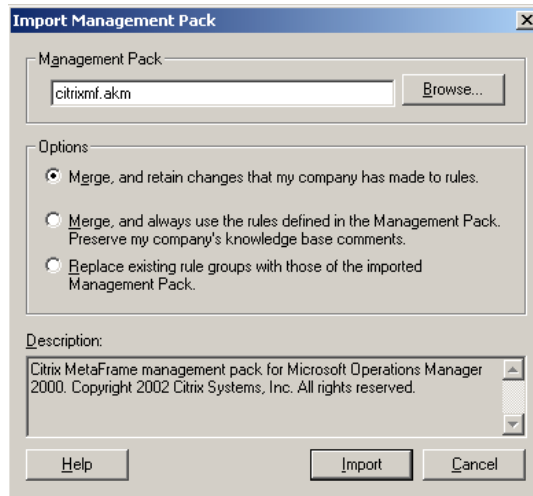 Import Management Pack
Management Pack
citrixmf.akm
Browse...
Options
Merge, and retain changes that my company has made to rules.
Merge, and always use the rules defined in the Management Pack.
Preserve my company's knowledge base comments.
Replace existing rule groups with those of the imported
Management Pack.
Description:
Citrix MetaFrame management pack for Microsoft Operations Manager
2000. Copyright 2002 Citrix Systems, Inc. All rights reserved.
Help
Import
Cancel